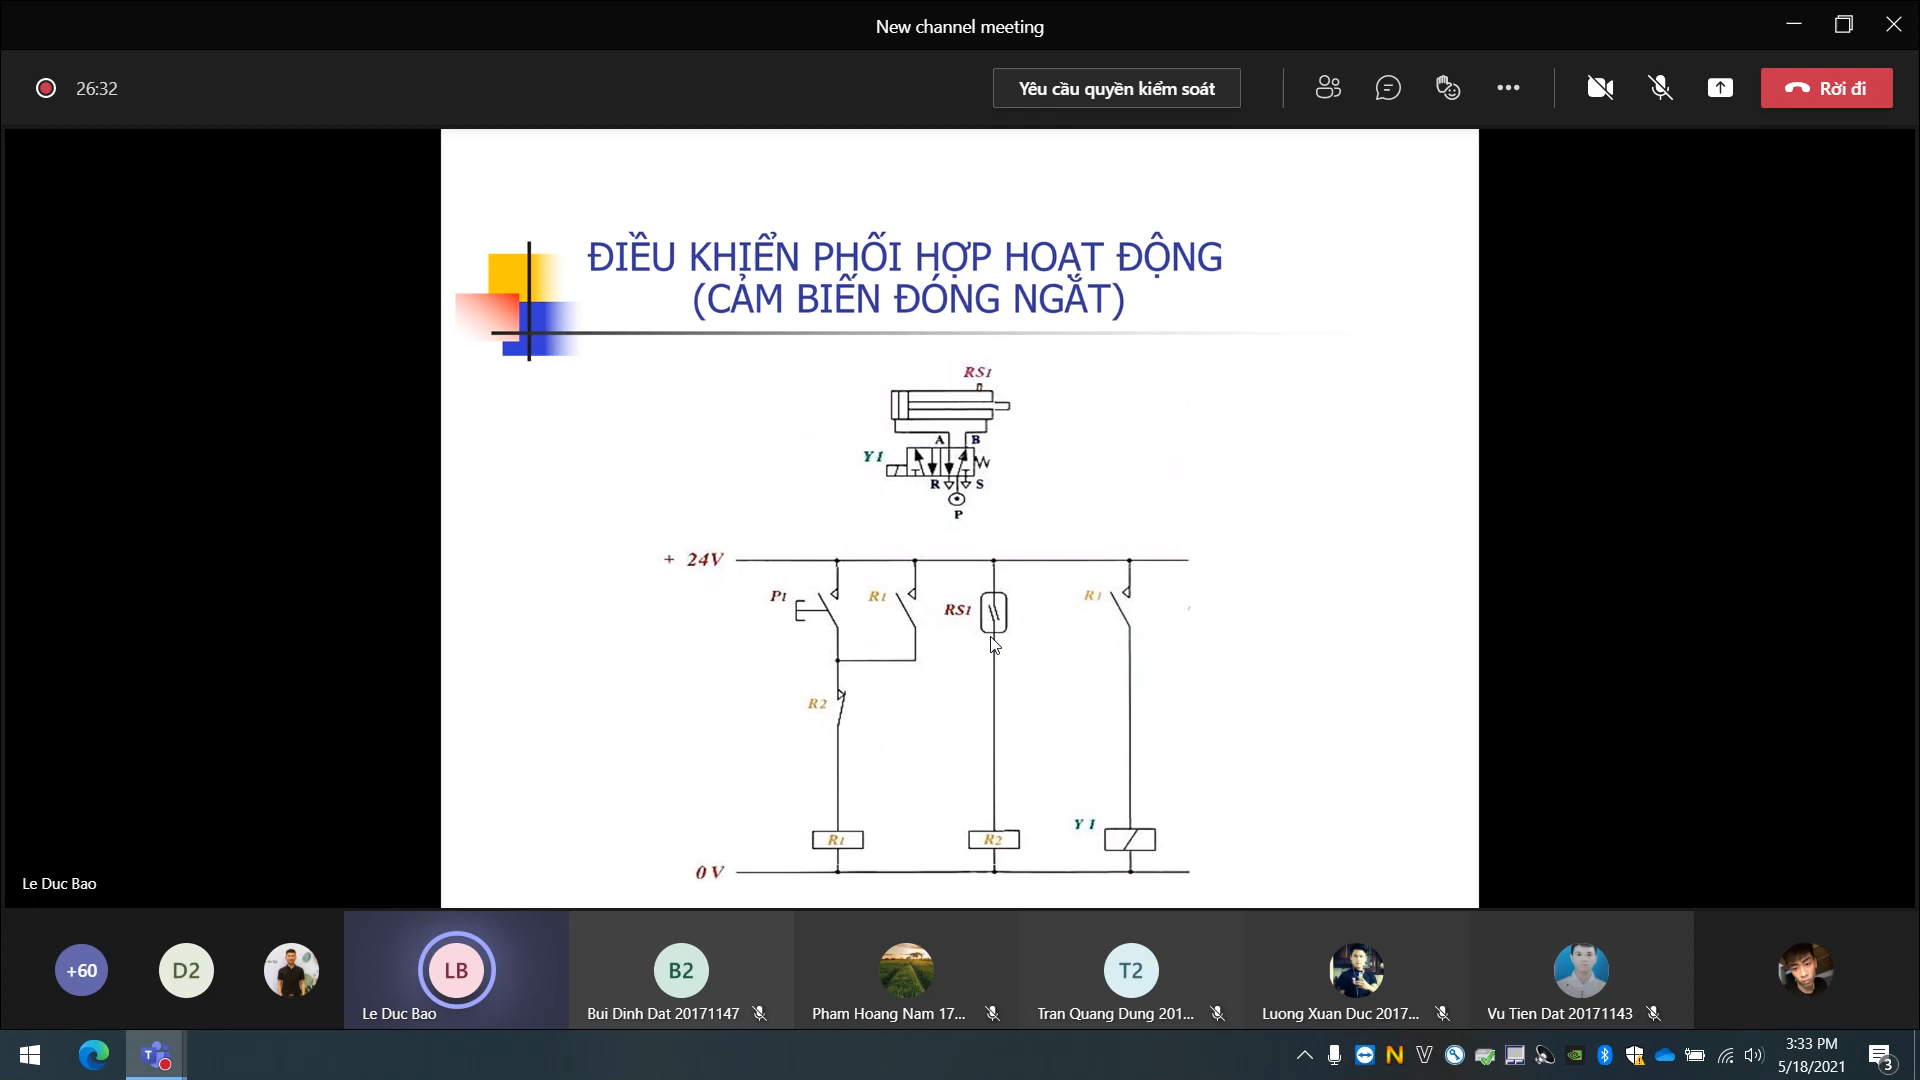 New channel meeting
26:32
Yêu cầu quyền kiểm soát
Rời đi
ĐIỀU KHIỂN PHỐI HỢP HOẠT ĐỘNG
(CẢM BIẾN ĐÓNG NGẮT)
RS1
A B
Y1
R S
P
+ 24V
P1 R1 RS1 R1
R2
Y1
R1 R2
0V
Le Duc Bao
+60 D2 LB B2 T2
Le Duc Bao Bui Dinh Dat 20171147 Pham Hoang Nam 17... Tran Quang Dung 201... Luong Xuan Duc 2017... Vu Tien Dat 20171143
3:33 PM
5/18/2021
3